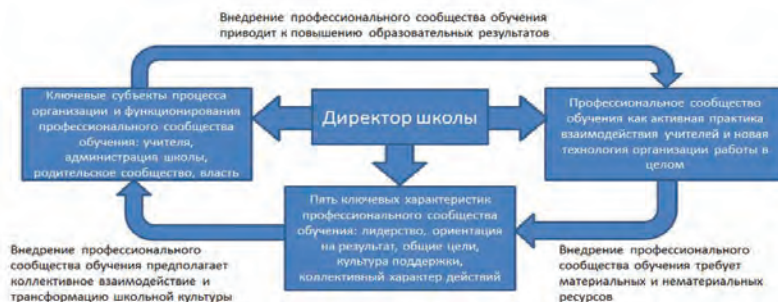 Внедрение профессионального сообщества обучения
приводит к повышению образовательных результатов
Ключевые субъекты процесса
организации и функционирования
профессионального сообщества
обучения: учителя,
администрация школы,
родительское сообщество, власть
Директор школы
Профессиональное сообщество
обучения как активная практика
взаимодействия учителей и новая
технология организации работы в
целом
Пять ключевых характеристик
профессионального сообщества
обучения: лидерство, ориентация
на результат, общие цели,
культура поддержки,
коллективный характер действий
Внедрение профессионального
сообщества обучения предполагает
коллективное взаимодействие и
трансформацию школьной культуры
Внедрение профессионального
сообщества обучения требует
материальных и нематериальных
ресурсов